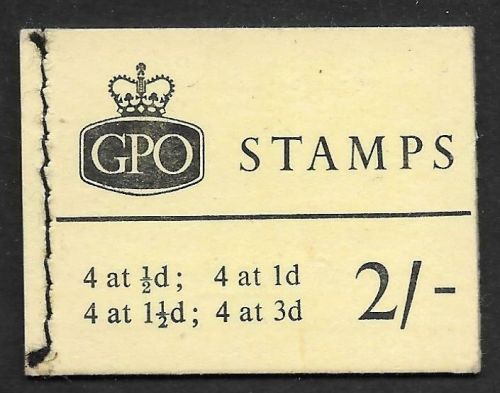 GPO STAMPS
4 at ½d; 4 at 1d
4 at 1½d; 4 at 3d
2/-